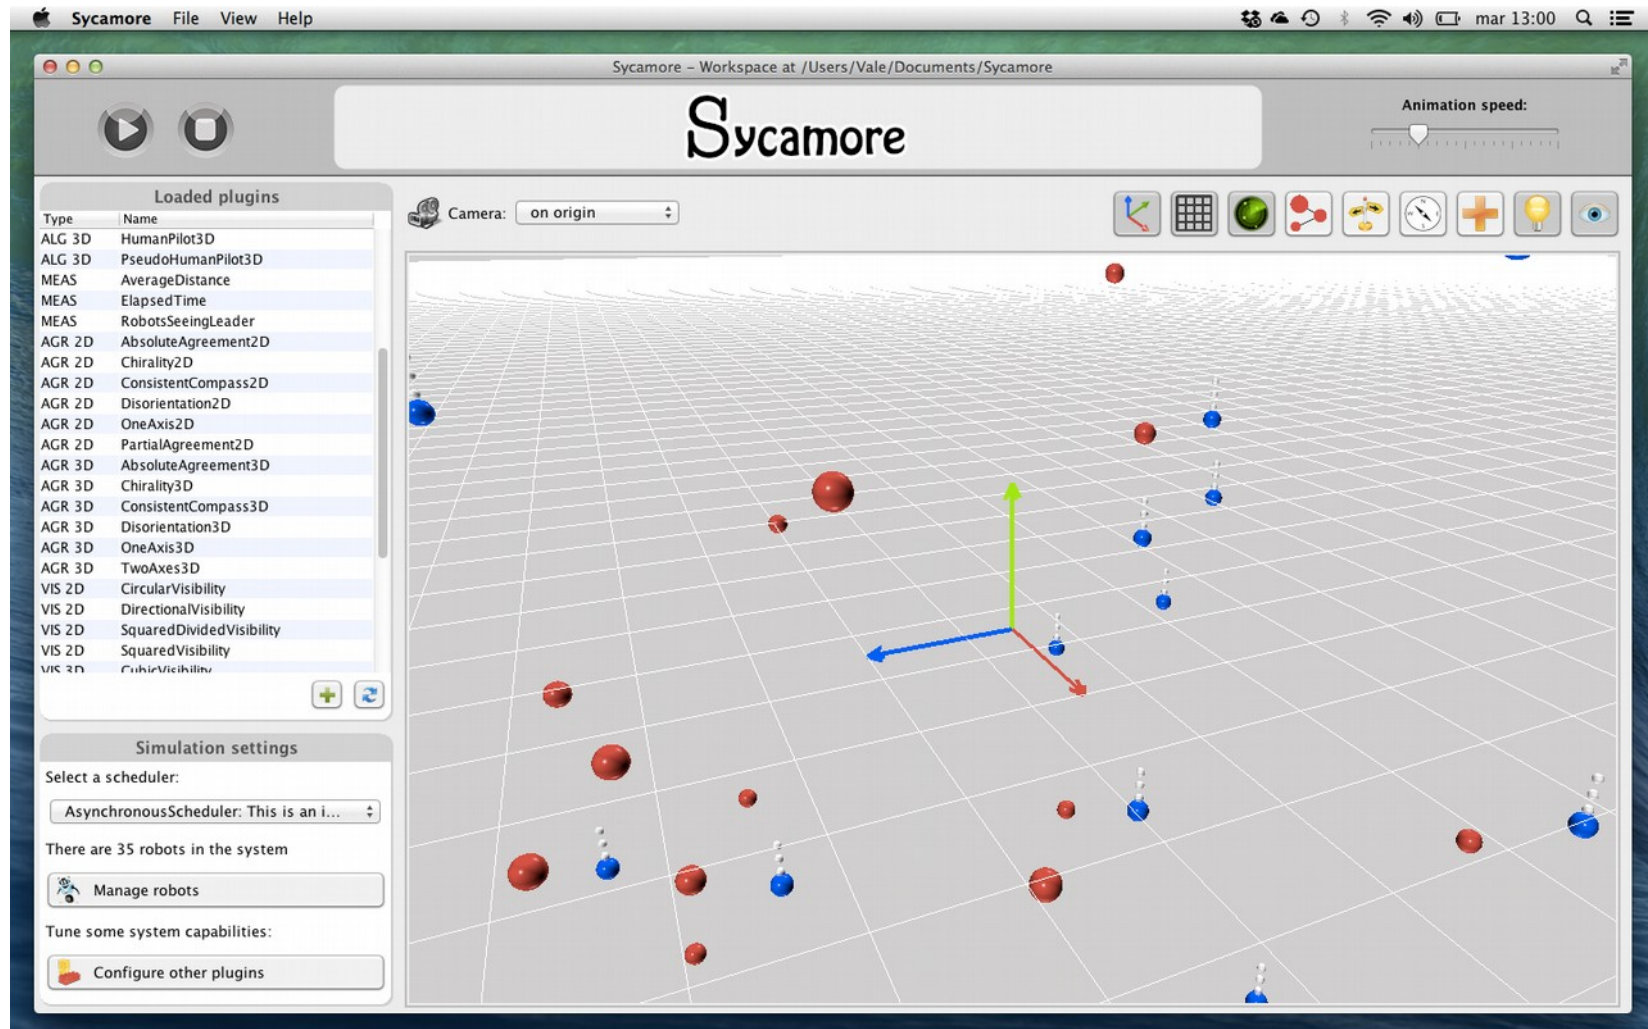 Sycamore File View Help mar 13:00
Sycamore – Workspace at /Users/Vale/Documents/Sycamore
Sycamore
Animation speed:
Loaded plugins
Type Name
ALG 3D HumanPilot3D
ALG 3D PseudoHumanPilot3D
MEAS AverageDistance
MEAS ElapsedTime
MEAS RobotsSeeingLeader
AGR 2D AbsoluteAgreement2D
AGR 2D Chirality2D
AGR 2D ConsistentCompass2D
AGR 2D Disorientation2D
AGR 2D OneAxis2D
AGR 2D PartialAgreement2D
AGR 3D AbsoluteAgreement3D
AGR 3D Chirality3D
AGR 3D ConsistentCompass3D
AGR 3D Disorientation3D
AGR 3D OneAxis3D
AGR 3D TwoAxes3D
VIS 2D CircularVisibility
VIS 2D DirectionalVisibility
VIS 2D SquaredDividedVisibility
VIS 2D SquaredVisibility
VIS 3D CubicVisibility
Simulation settings
Select a scheduler:
AsynchronousScheduler: This is an i...
There are 35 robots in the system
Manage robots
Tune some system capabilities:
Configure other plugins
Camera: on origin